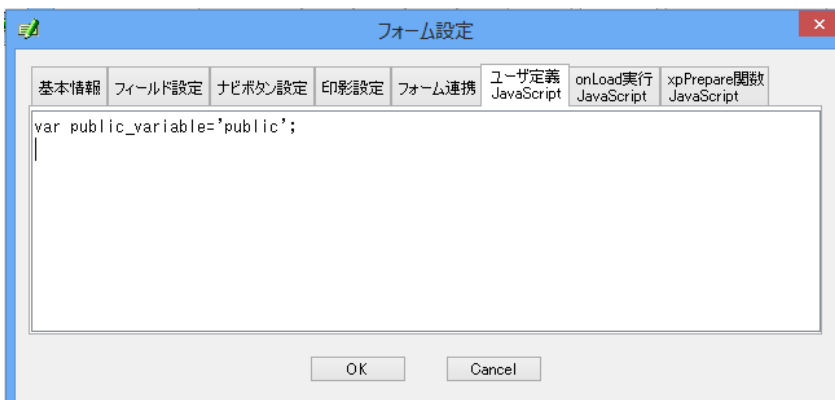 フォーム設定
基本情報 フィールド設定 ナビボタン設定 印影設定 フォーム連携 ユーザ定義 JavaScript onLoad実行 JavaScript xpPrepare関数 JavaScript
var public_variable='public';
OK Cancel